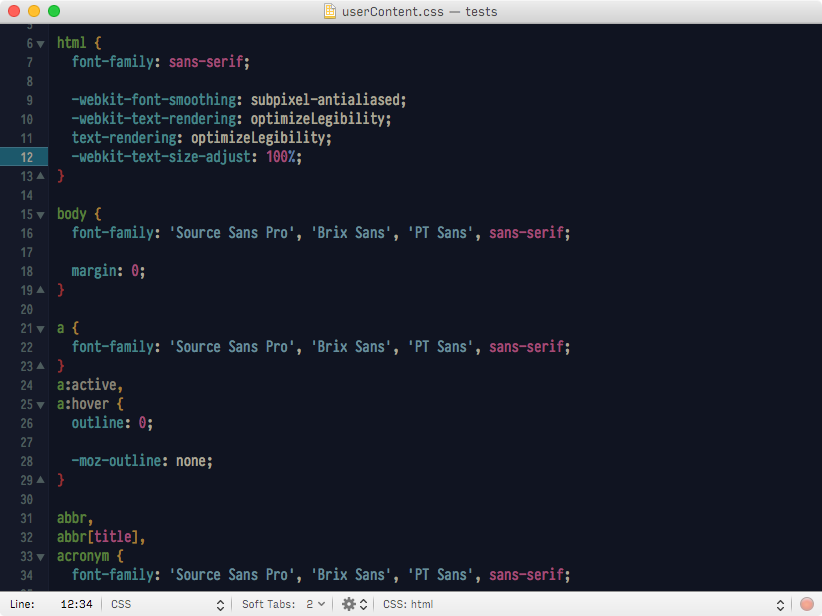 userContent.css — tests
5
6 html {
7 font-family: sans-serif;
8
9 -webkit-font-smoothing: subpixel-antialiased;
10 -webkit-text-rendering: optimizeLegibility;
11 text-rendering: optimizeLegibility;
12 -webkit-text-size-adjust: 100%;
13 }
14
15 body {
16 font-family: 'Source Sans Pro', 'Brix Sans', 'PT Sans', sans-serif;
17
18 margin: 0;
19 }
20
21 a {
22 font-family: 'Source Sans Pro', 'Brix Sans', 'PT Sans', sans-serif;
23 }
24 a:active,
25 a:hover {
26 outline: 0;
27
28 -moz-outline: none;
29 }
30
31 abbr,
32 abbr[title],
33 acronym {
34 font-family: 'Source Sans Pro', 'Brix Sans', 'PT Sans', sans-serif;
Line: 12:34 CSS Soft Tabs: 2 CSS: html